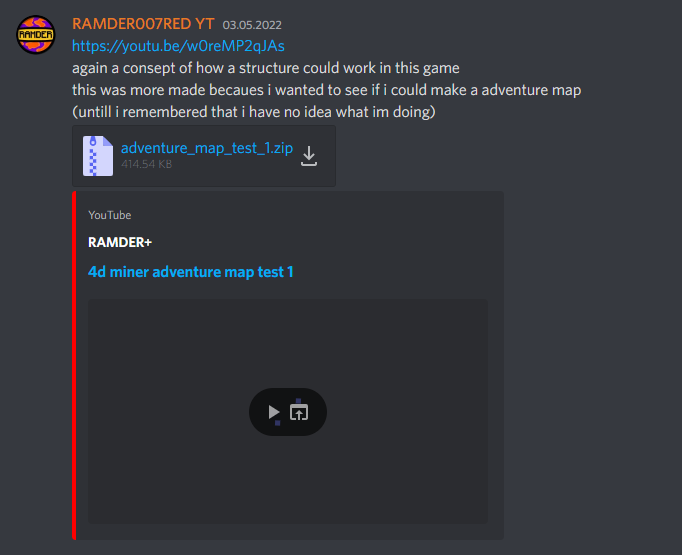 RAMDER
RAMDER007RED YT 03.05.2022
https://youtu.be/w0reMP2qJAs
again a consept of how a structure could work in this game
this was more made becaues i wanted to see if i could make a adventure map
(untill i remembered that i have no idea what im doing)
adventure_map_test_1.zip
414.54 KB
YouTube
RAMDER+
4d miner adventure map test 1